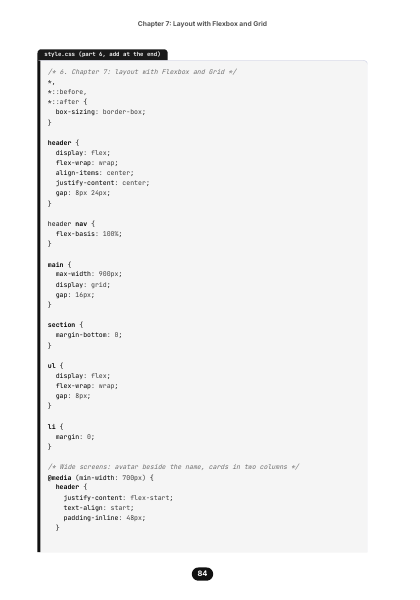 Chapter 7: Layout with Flexbox and Grid
style.css (part 6, add at the end)
/* 6. Chapter 7: layout with Flexbox and Grid */
*,
*::before,
*::after {
  box-sizing: border-box;
}

header {
  display: flex;
  flex-wrap: wrap;
  align-items: center;
  justify-content: center;
  gap: 8px 24px;
}

header nav {
  flex-basis: 100%;
}

main {
  max-width: 900px;
  display: grid;
  gap: 16px;
}

section {
  margin-bottom: 0;
}

ul {
  display: flex;
  flex-wrap: wrap;
  gap: 8px;
}

li {
  margin: 0;
}

/* Wide screens: avatar beside the name, cards in two columns */
@media (min-width: 700px) {
  header {
    justify-content: flex-start;
    text-align: start;
    padding-inline: 48px;
  }
84